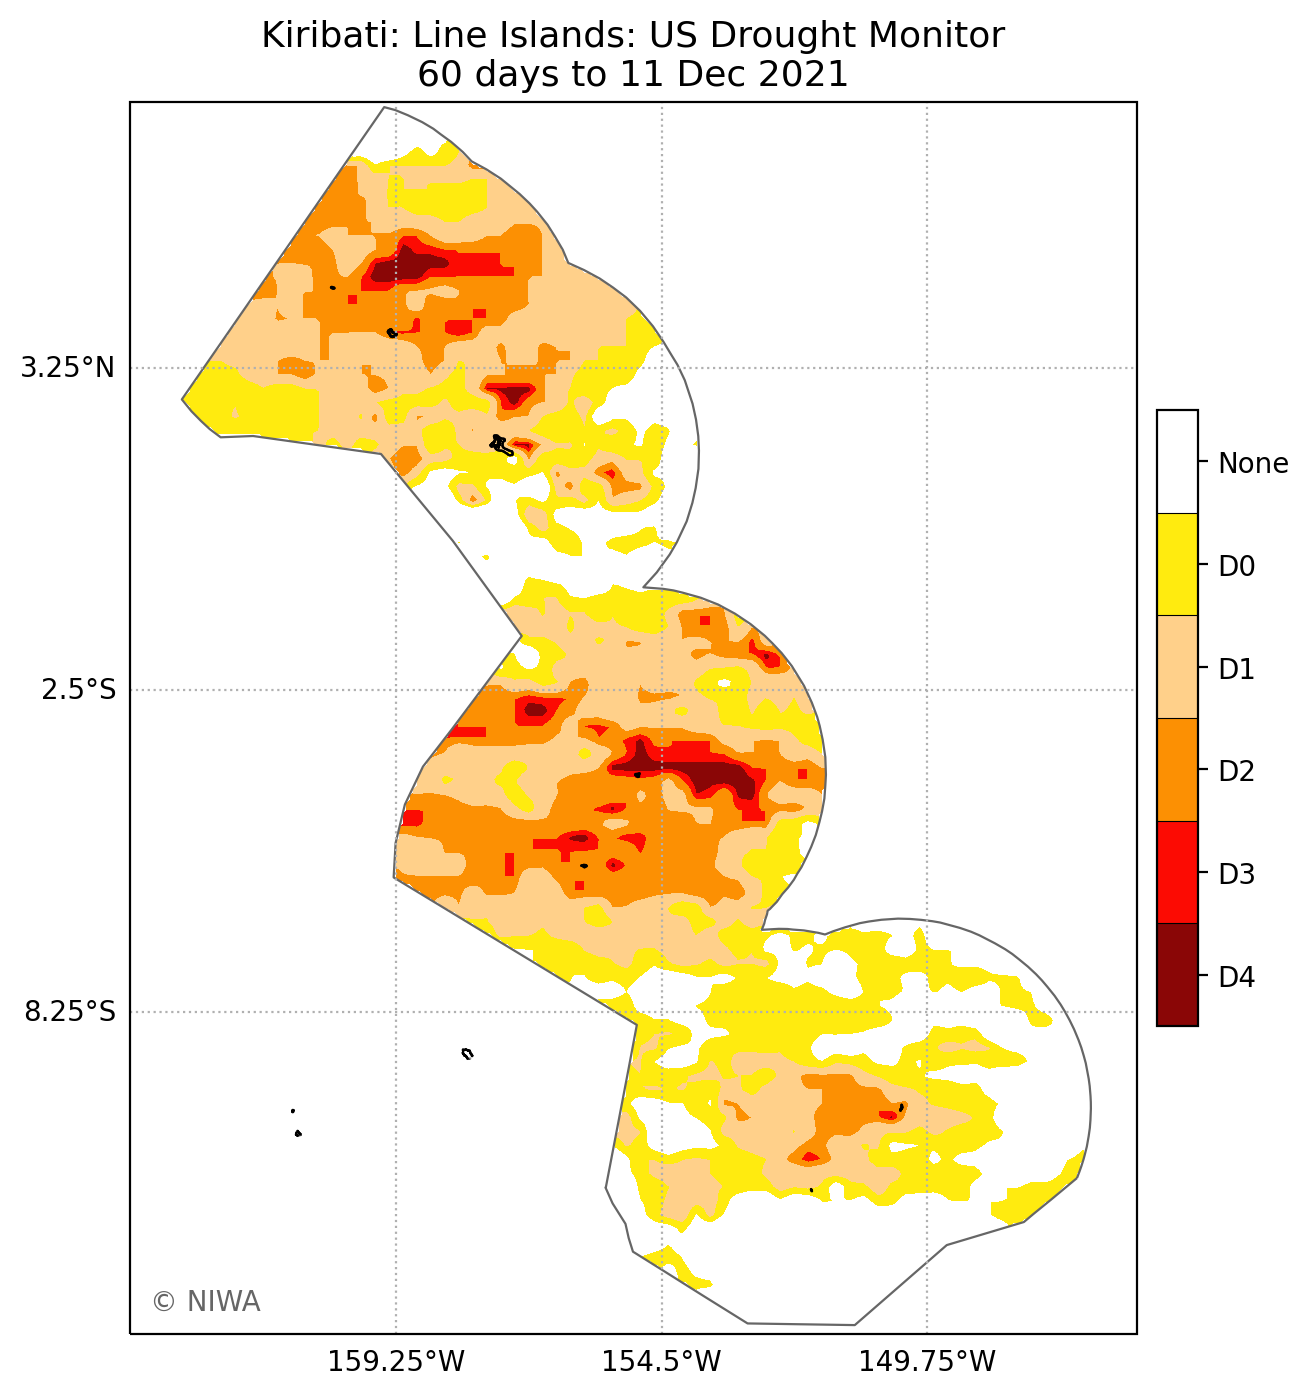 Kiribati: Line Islands: US Drought Monitor
60 days to 11 Dec 2021
3.25°N
2.5°S
8.25°S
159.25°W
154.5°W
149.75°W
None
D0
D1
D2
D3
D4
© NIWA